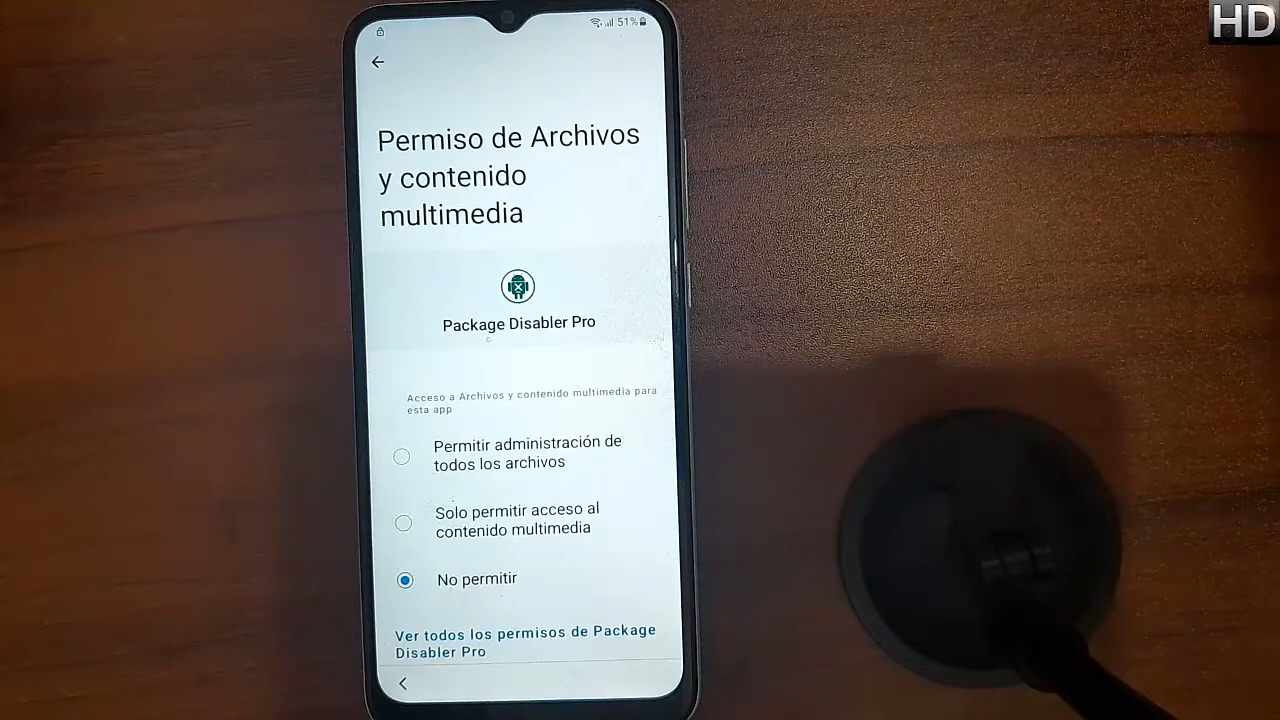 HD
51%
Permiso de Archivos
y contenido
multimedia
Package Disabler Pro
Acceso a Archivos y contenido multimedia para
esta app
Permitir administración de
todos los archivos
Solo permitir acceso al
contenido multimedia
No permitir
Ver todos los permisos de Package
Disabler Pro